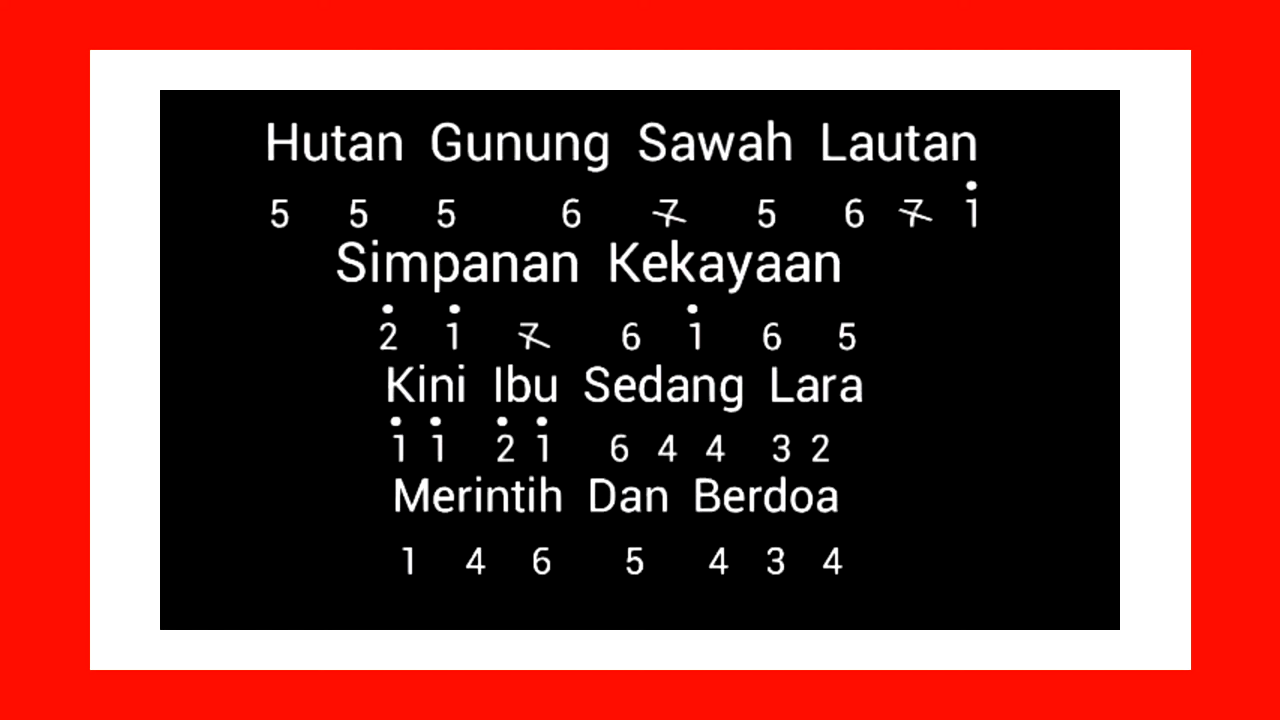 Hutan Gunung Sawah Lautan
5 5 5 6 7̶ 5 6 7̶ 1̇
Simpanan Kekayaan
2̇ 1̇ 7̶ 6 1̇ 6 5
Kini Ibu Sedang Lara
1̇ 1̇ 2̇ 1̇ 6 4 4 3 2
Merintih Dan Berdoa
1 4 6 5 4 3 4